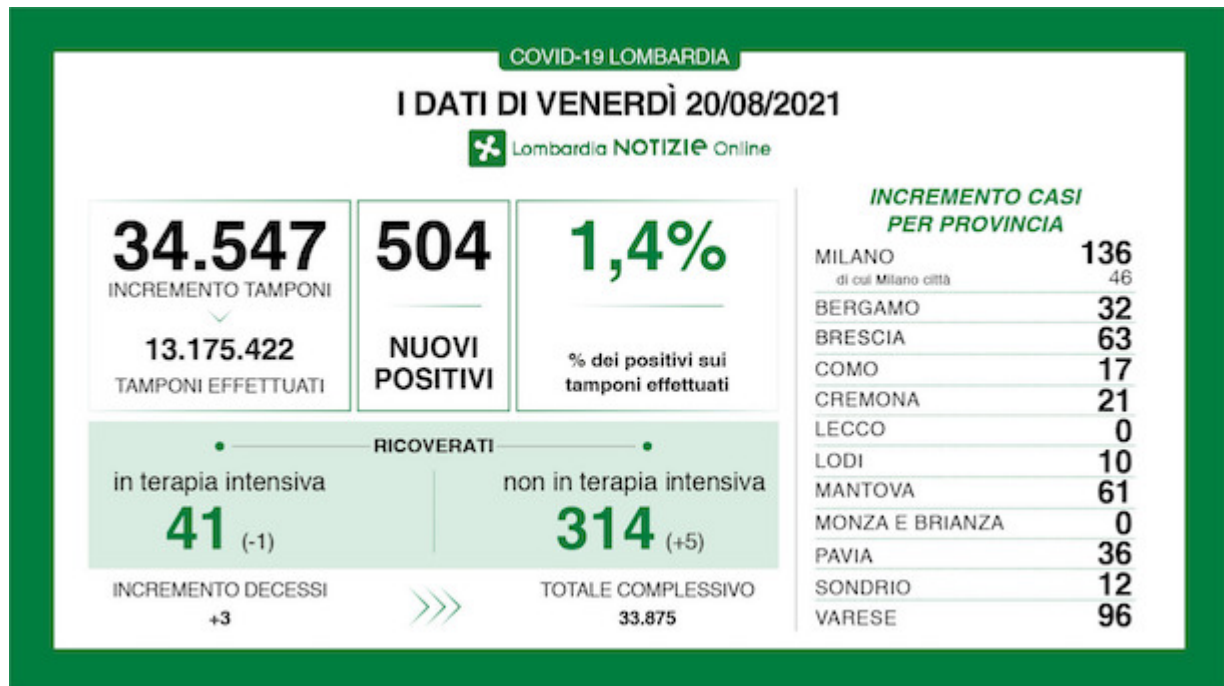 COVID-19 LOMBARDIA
I DATI DI VENERDÌ 20/08/2021
Lombardia NOTIZIE Online
34.547
INCREMENTO TAMPONI
13.175.422
TAMPONI EFFETTUATI
504
NUOVI
POSITIVI
1,4%
% dei positivi sui
tamponi effettuati
RICOVERATI
in terapia intensiva
41 (-1)
non in terapia intensiva
314 (+5)
INCREMENTO DECESSI
+3
TOTALE COMPLESSIVO
33.875
INCREMENTO CASI
PER PROVINCIA
MILANO 136
di cui Milano città 46
BERGAMO 32
BRESCIA 63
COMO 17
CREMONA 21
LECCO 0
LODI 10
MANTOVA 61
MONZA E BRIANZA 0
PAVIA 36
SONDRIO 12
VARESE 96